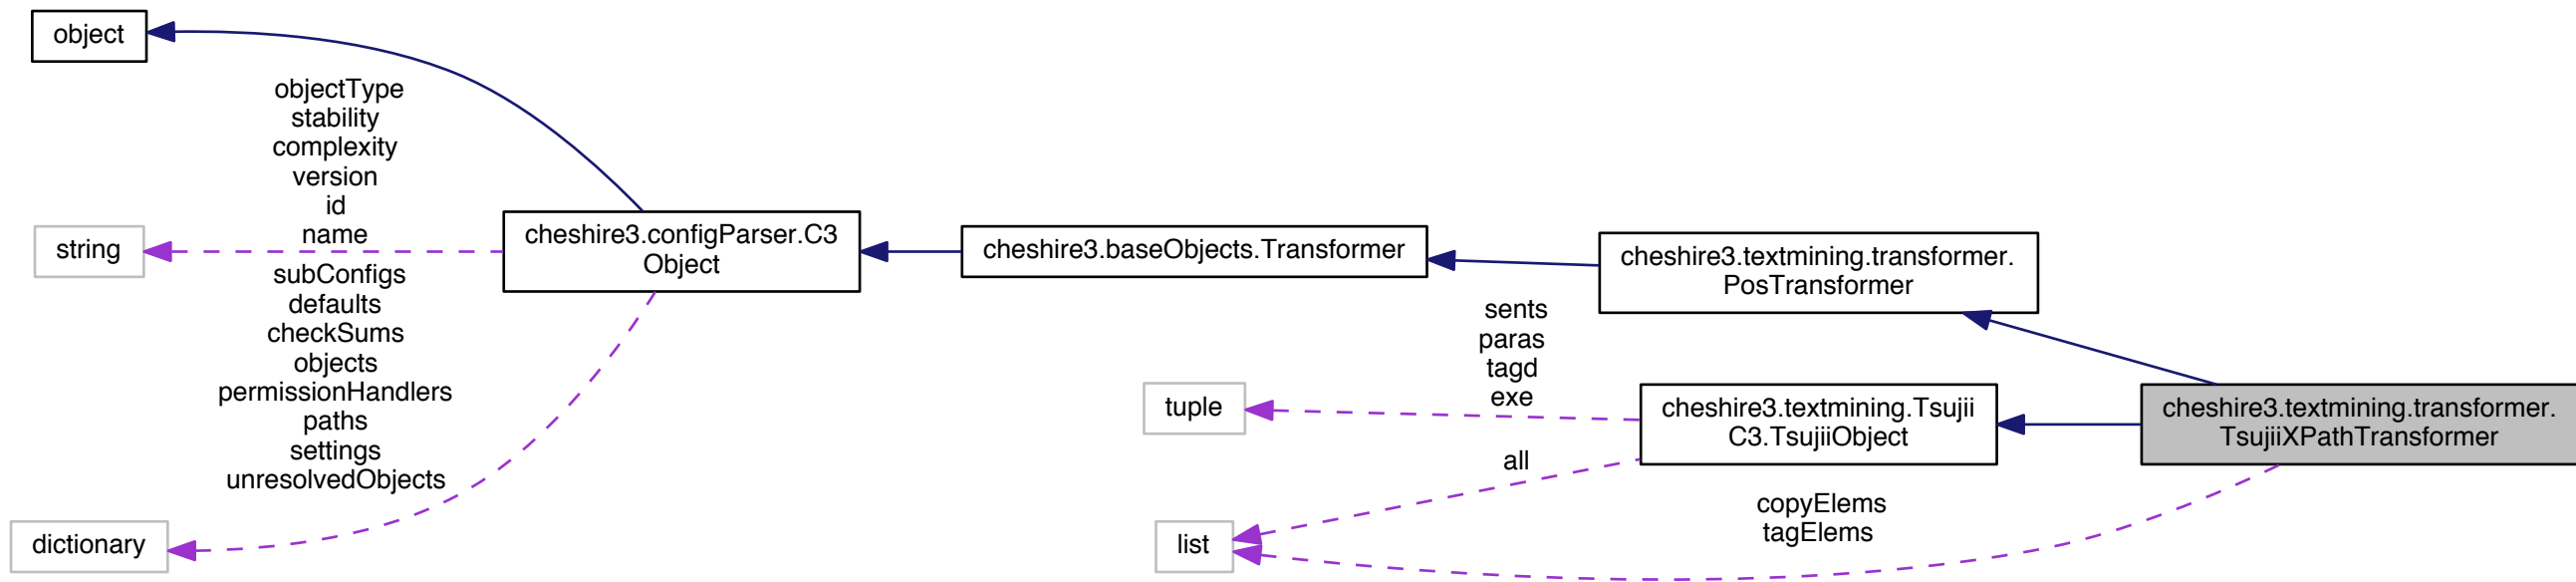 object
objectType
stability
complexity
version
id
name
string
cheshire3.configParser.C3
Object
cheshire3.baseObjects.Transformer
cheshire3.textmining.transformer.
PosTransformer
subConfigs
defaults
checkSums
objects
permissionHandlers
paths
settings
unresolvedObjects
dictionary
sents
paras
tagd
exe
tuple
cheshire3.textmining.Tsujii
C3.TsujiiObject
cheshire3.textmining.transformer.
TsujiiXPathTransformer
all
list
copyElems
tagElems